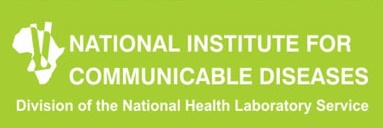 NATIONAL INSTITUTE FOR
COMMUNICABLE DISEASES
Division of the National Health Laboratory Service